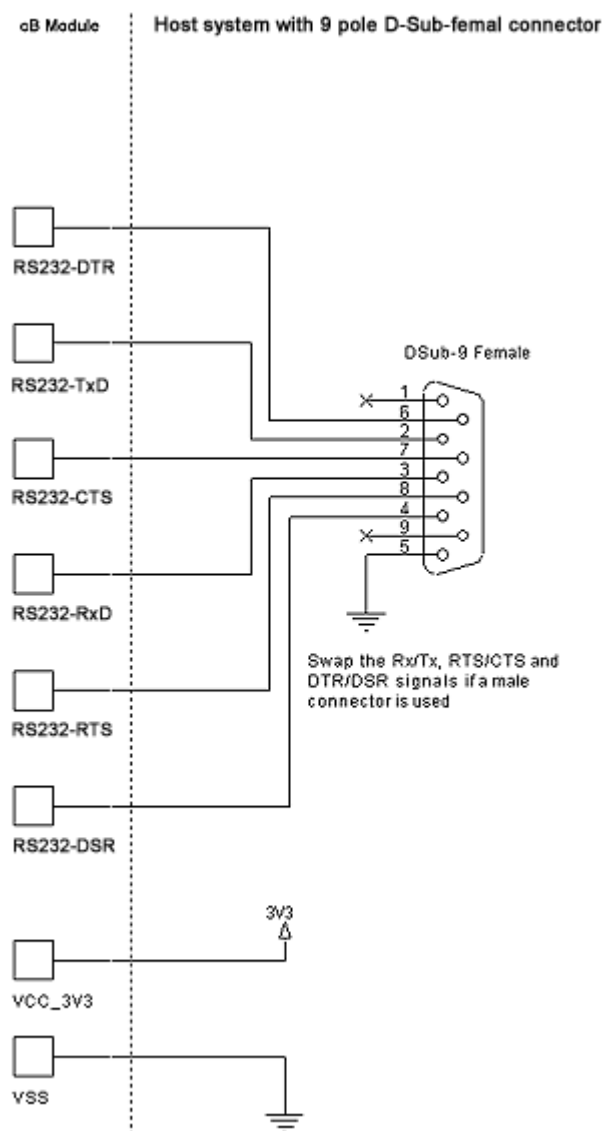 oB Module
Host system with 9 pole D-Sub-femal connector
RS232-DTR
RS232-TxD
RS232-CTS
RS232-RxD
RS232-RTS
RS232-DSR
VCC_3V3
VSS
DSub-9 Female
1
6
2
7
3
8
4
9
5
Swap the Rx/Tx, RTS/CTS and
DTR/DSR signals if a male
connector is used
3V3